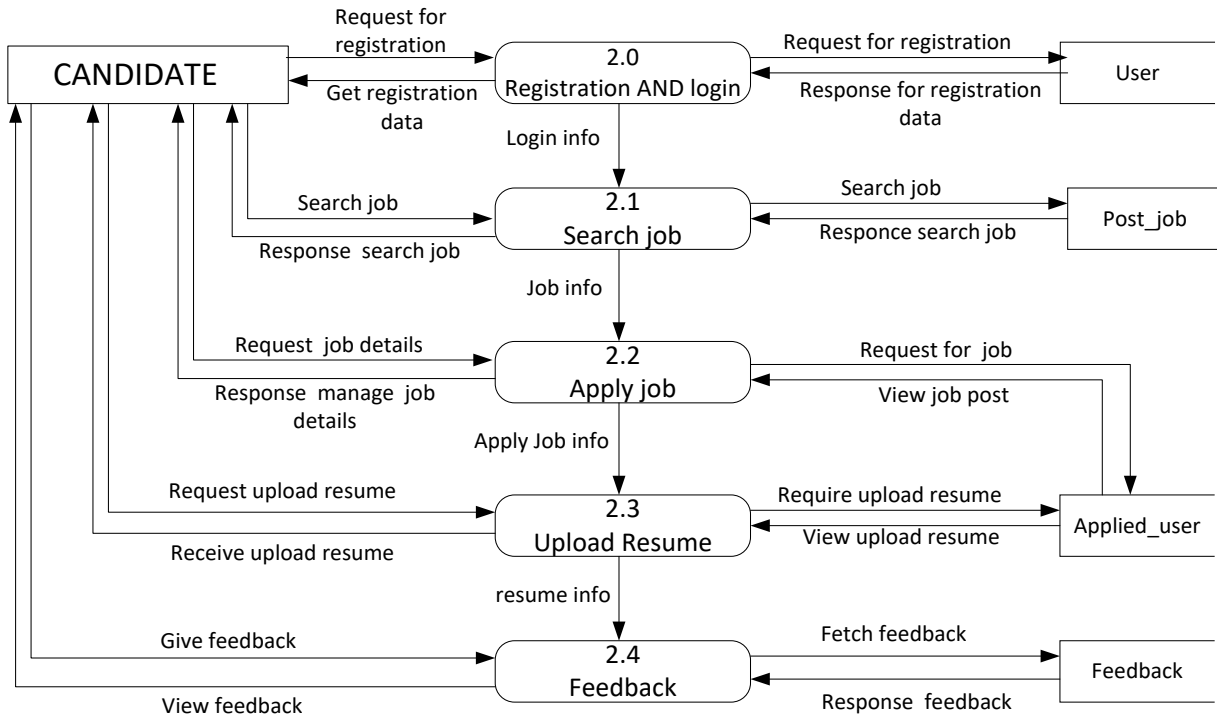 Request for
registration
CANDIDATE
Get registration
data
2.0
Registration AND login
Request for registration
Response for registration
data
User
Login info
Search job
Response  search job
2.1
Search job
Search job
Responce search job
Post_job
Job info
Request  job details
Response  manage  job
details
2.2
Apply job
Request for  job
View job post
Apply Job info
Request upload resume
Receive upload resume
2.3
Upload Resume
Require upload resume
View upload resume
Applied_user
resume info
Give feedback
View feedback
2.4
Feedback
Fetch feedback
Response  feedback
Feedback